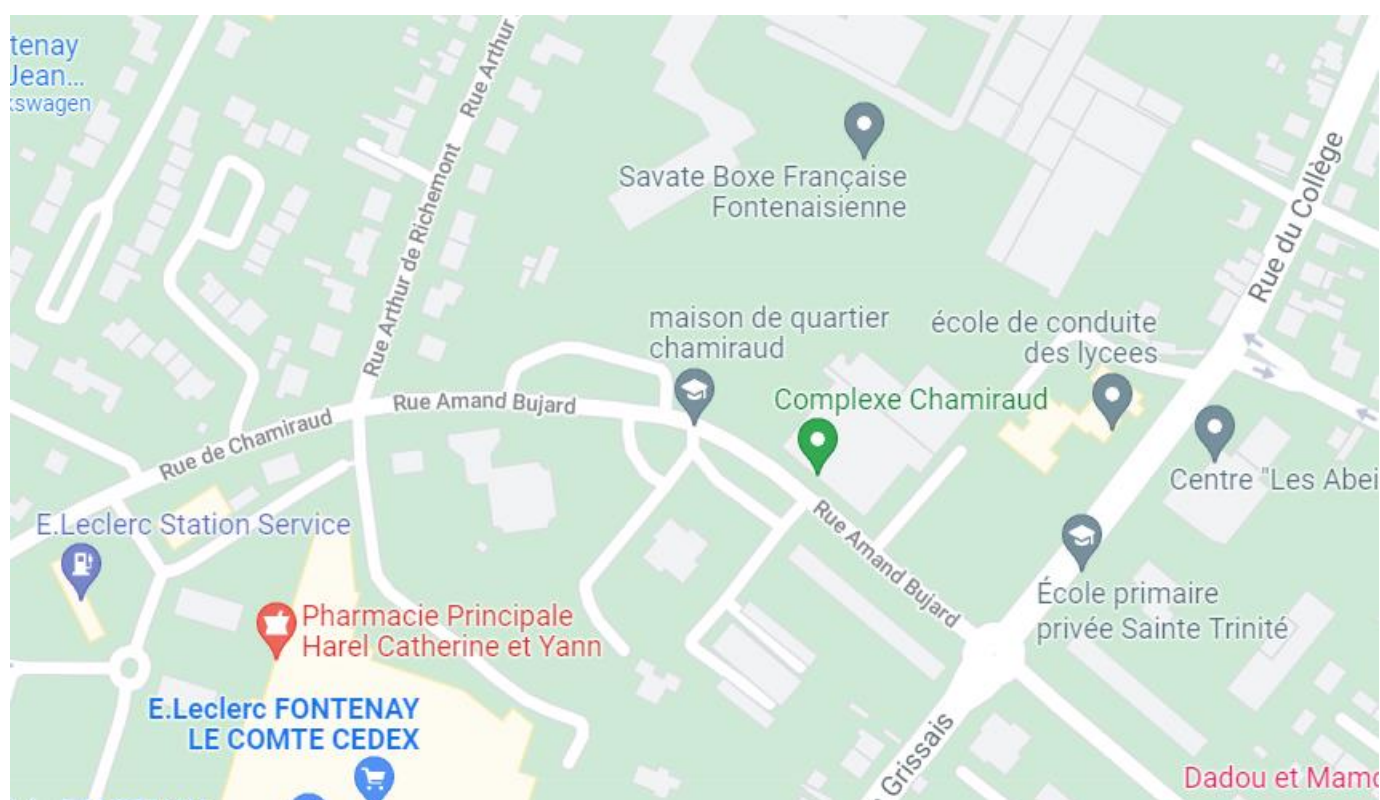 tenay
Jean...
kswagen
Rue Arthur
Rue Arthur de Richemont
Savate Boxe Française
Fontenaisienne
Rue du Collège
maison de quartier
chamiraud
école de conduite
des lycees
Rue Amand Bujard
Complexe Chamiraud
Rue de Chamiraud
Centre "Les Abei
E.Leclerc Station Service
Rue Amand Bujard
École primaire
privée Sainte Trinité
Pharmacie Principale
Harel Catherine et Yann
E.Leclerc FONTENAY
LE COMTE CEDEX
Grissais
Dadou et Mamo